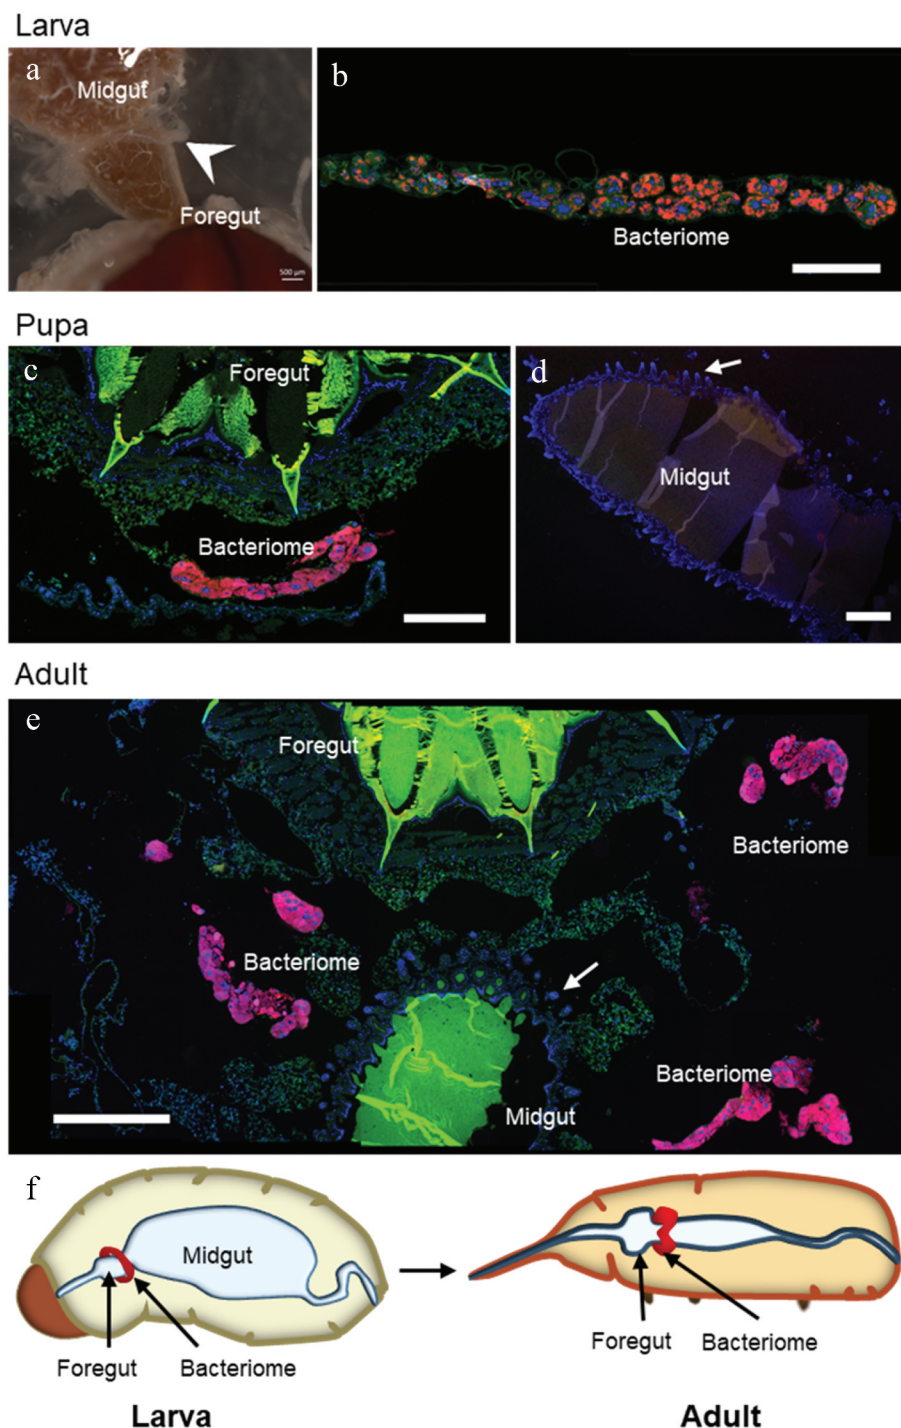 Larva
a
Midgut
Foregut
500 µm
b
Bacteriome
Pupa
c
Foregut
Bacteriome
d
Midgut
Adult
e
Foregut
Bacteriome
Bacteriome
Bacteriome
Midgut
f
Midgut
Foregut
Bacteriome
Larva
Foregut
Bacteriome
Adult